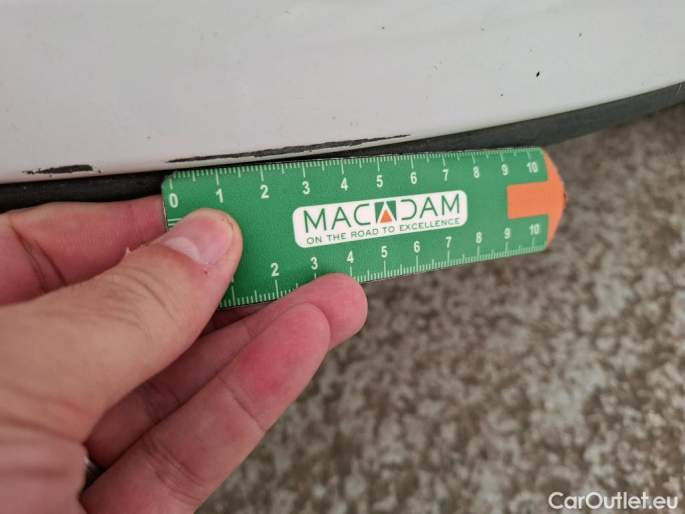 0 1 2 3 4 5 6 7 8 9 10
MACADAM
ON THE ROAD TO EXCELLENCE
2 3 4 5 6 7 8 9 10
CarOutlet.eu